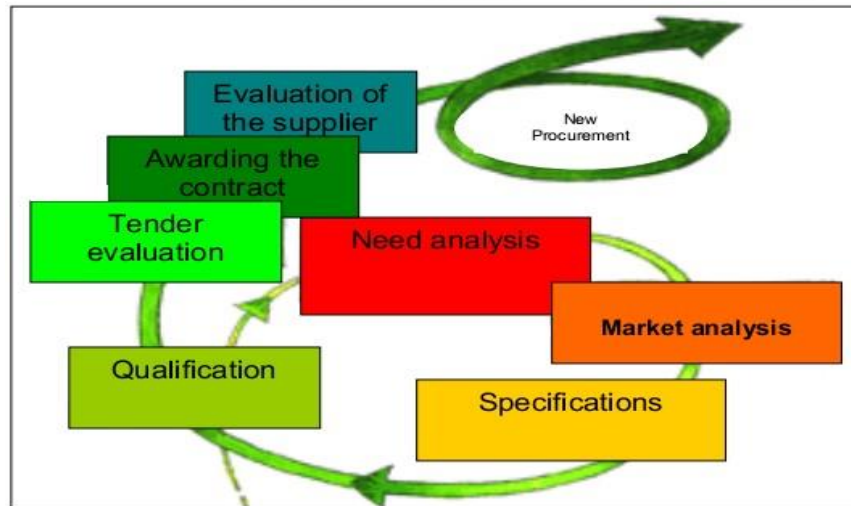 Evaluation of
the supplier
New
Procurement
Awarding the
contract
Tender
evaluation
Need analysis
Market analysis
Qualification
Specifications